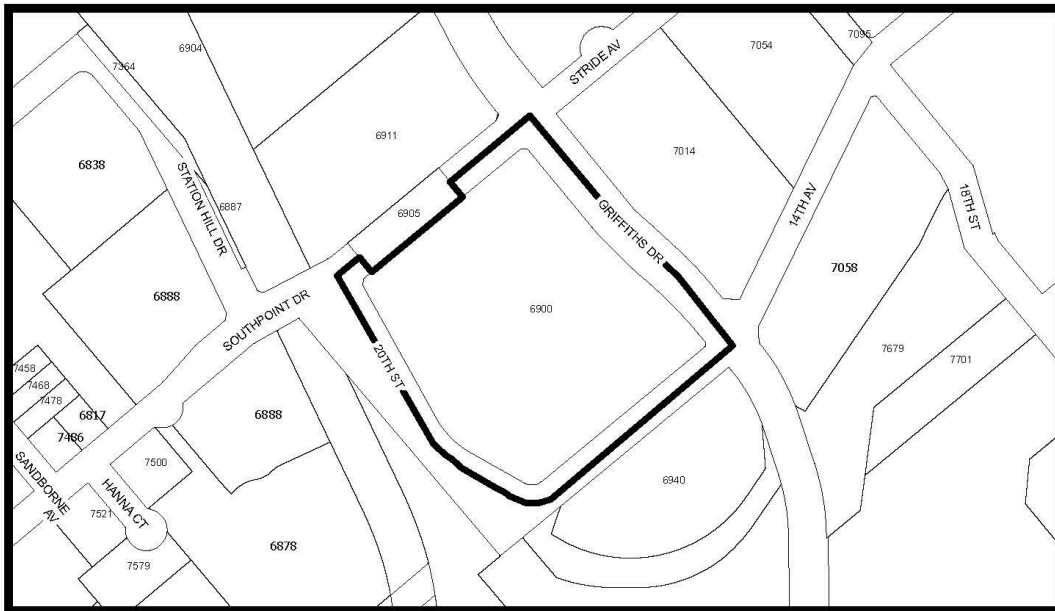 6904
7364
6838
STATION HILL DR
6887
6888
6911
6905
STRIDE AV
7054
7095
7014
GRIFFITHS DR
14TH AV
18TH ST
7058
SOUTHPOINT DR
6900
20TH ST
7679
7701
7458
7468
7478
6817
7486
6888
7500
HANNA CT
SANDBORNE
AV
7521
6940
6878
7579